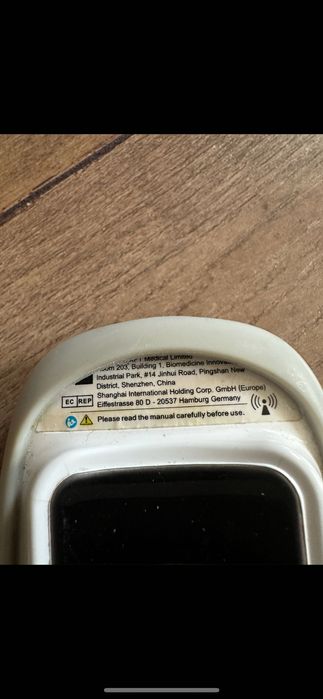 Medical Limited
Room 203, Building 1, Biomedicine
Industrial Park, #14 Jinhui Road, Pingshan New
District, Shenzhen, China
EC REP Shanghai International Holding Corp. GmbH (Europe)
Eiffestrasse 80 D - 20537 Hamburg Germany
Please read the manual carefully before use.